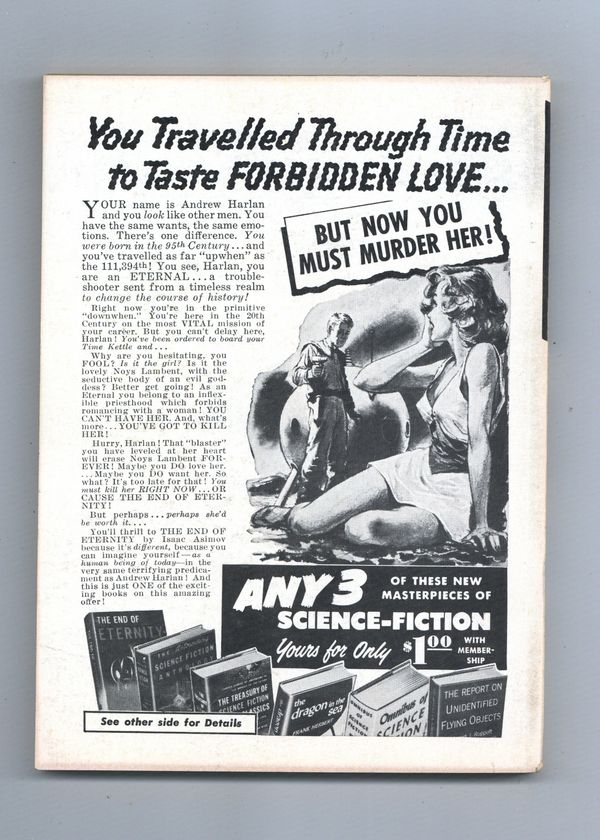 You Travelled Through Time
to Taste FORBIDDEN LOVE...
BUT NOW YOU
MUST MURDER HER!
YOUR name is Andrew Harlan
and you look like other men. You
have the same wants, the same emo-
tions. There's one difference. You
were born in the 95th Century...and
you've travelled as far "upwhen" as
the 111,394th! You see, Harlan, you
are an ETERNAL...a trouble-
shooter sent from a timeless realm
to change the course of history!
Right now you're in the primitive
"downwhen." You're here in the 20th
Century on the most VITAL mission of
your career. But you can't delay here,
Harlan! You've been ordered to board your
Time Kettle and...
Why are you hesitating, you
FOOL? Is it the girl? Is it the
lovely Noys Lambent, with the
seductive body of an evil god-
dess? Better get going! As an
Eternal you belong to an inflex-
ible priesthood which forbids
romancing with a woman! YOU
CAN'T HAVE HER. And, what's
more...YOU'VE GOT TO KILL
HER!
Hurry, Harlan! That "blaster"
you have leveled at her heart
will erase Noys Lambent FOR-
EVER! Maybe you DO love her.
...Maybe you DO want her. So
what? It's too late for that! You
must kill her RIGHT NOW...OR
CAUSE THE END OF ETER-
NITY!
But perhaps...perhaps she'd
be worth it....
You'll thrill to THE END OF
ETERNITY by Isaac Asimov
because it's different, because you
can imagine yourself—as a
human being of today—in the
very same terrifying predica-
ment as Andrew Harlan! And
this is just ONE of the excit-
ing books on this amazing
offer!
ANY 3
OF THESE NEW
MASTERPIECES OF
SCIENCE-FICTION
Yours for Only $1.00
WITH
MEMBER-
SHIP
THE END OF
ETERNITY
THE Astounding
SCIENCE FICTION
ANTHOLOGY
THE TREASURY OF
SCIENCE FICTION
CLASSICS
the
dragon in the
sea
FRANK HERBERT
OMNIBUS
OF
SCIENCE
FICTION
Omnibus of
SCIENCE
FICTION
THE REPORT ON
UNIDENTIFIED
FLYING OBJECTS
See other side for Details